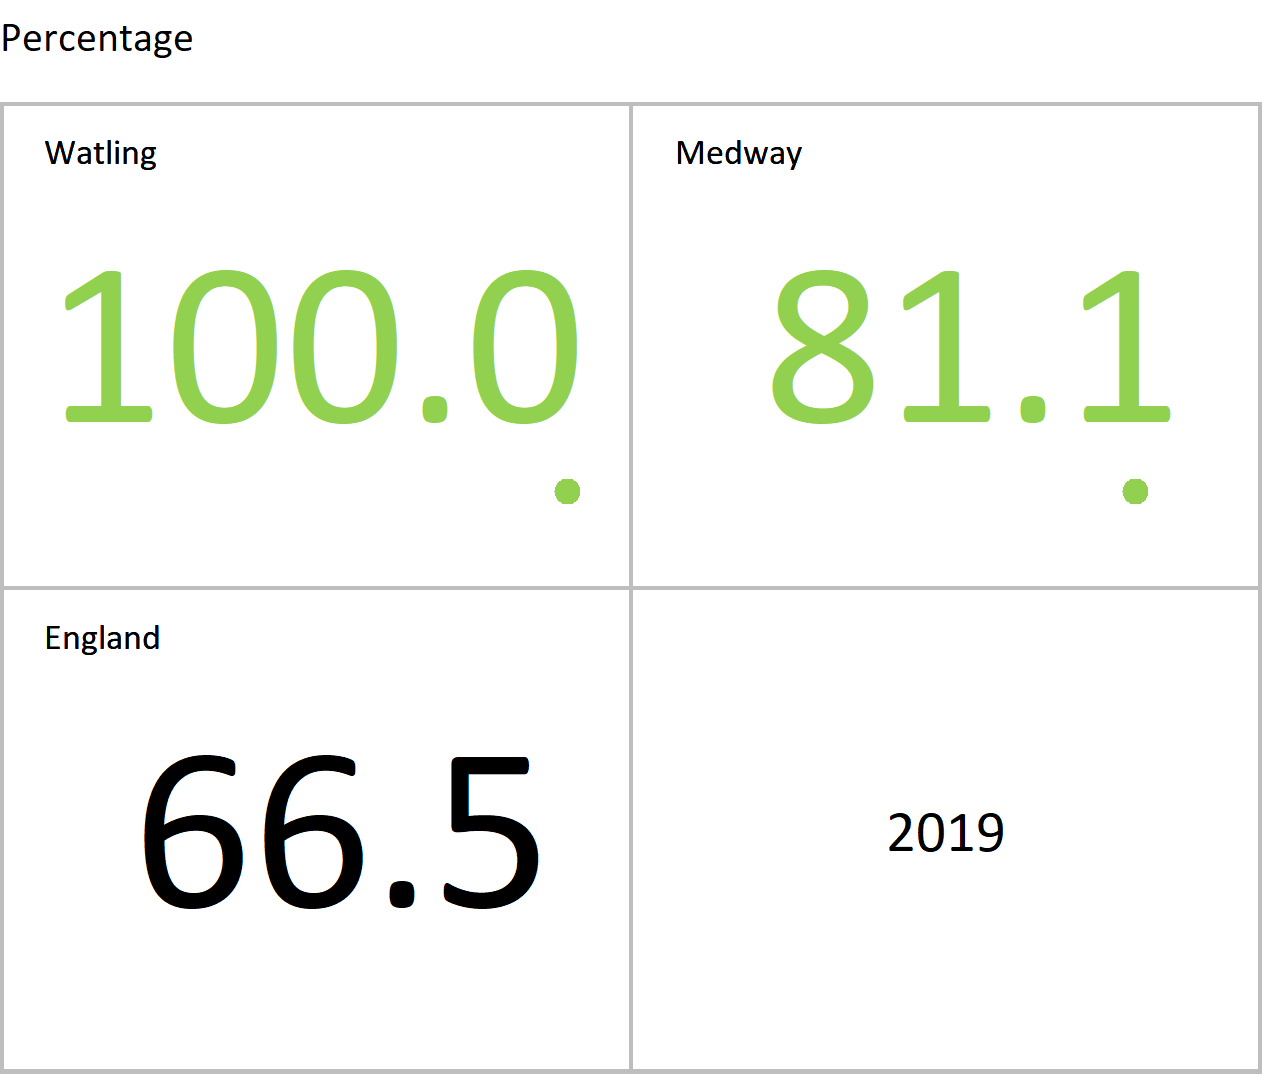 Percentage
Watling
Medway
100.0
81.1
England
66.5
2019